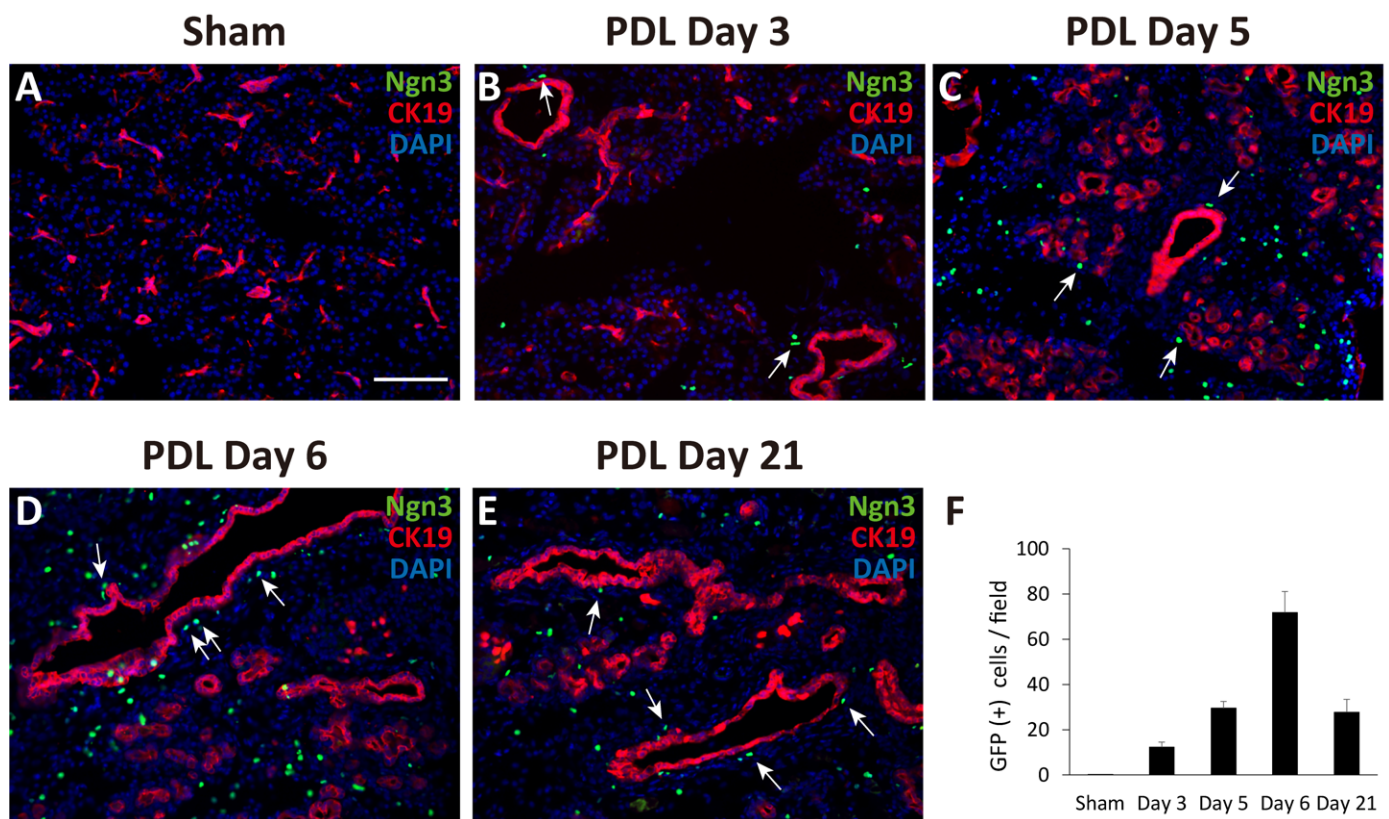 Sham
PDL Day 3
PDL Day 5
A
Ngn3
CK19
DAPI
B
Ngn3
CK19
DAPI
C
Ngn3
CK19
DAPI
PDL Day 6
PDL Day 21
D
Ngn3
CK19
DAPI
E
Ngn3
CK19
DAPI
F
GFP (+) cells / field
100
80
60
40
20
0
Sham Day 3 Day 5 Day 6 Day 21